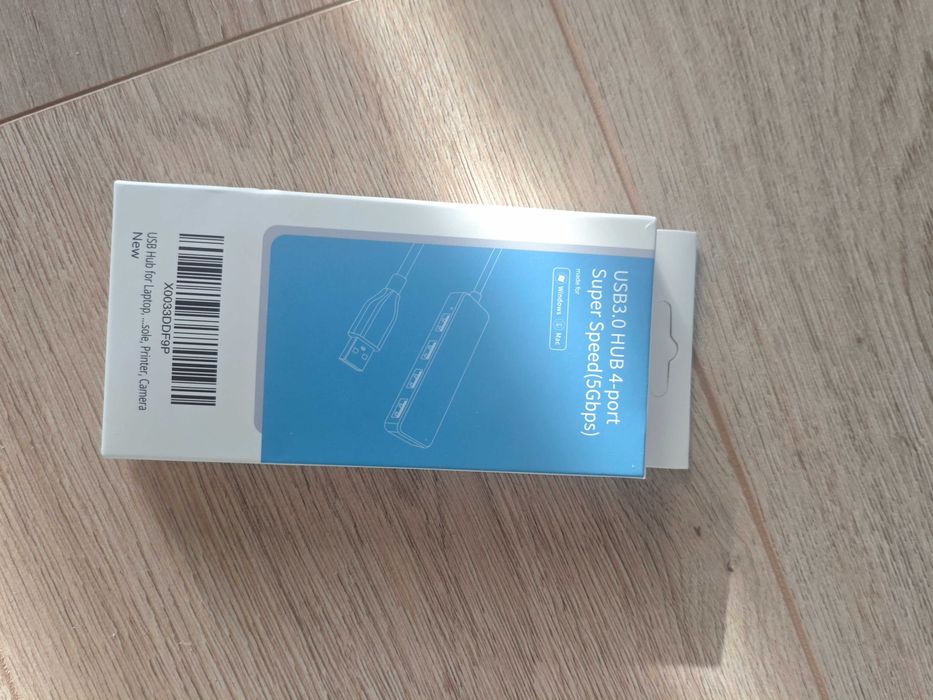 USB3.0 HUB 4-port
Super Speed(5Gbps)
made for
Windows Mac
X0033DDF9P
USB Hub for Laptop, ...sole, Printer, Camera
New